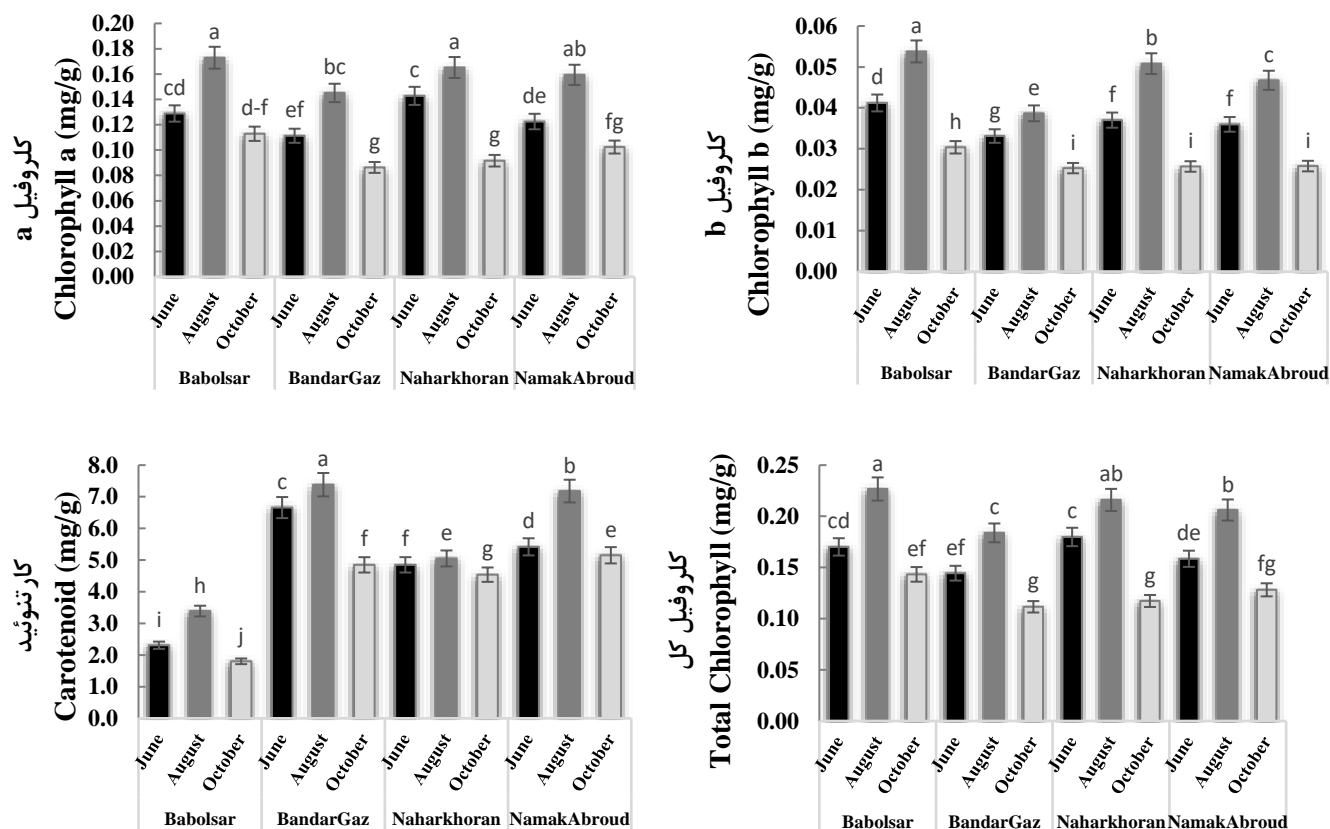 کلروفیل a
Chlorophyll a (mg/g)
0.20
0.18
0.16
0.14
0.12
0.10
0.08
0.06
0.04
0.02
0.00
cd a d-f ef bc g c a g de ab fg
June August October June August October June August October June August October
Babolsar BandarGaz Naharkhoran NamakAbroud
کلروفیل b
Chlorophyll b (mg/g)
0.06
0.05
0.04
0.03
0.02
0.01
0.00
d a h g e i f b i f c i
June August October June August October June August October June August October
Babolsar BandarGaz Naharkhoran NamakAbroud
کارتنوئید
Carotenoid (mg/g)
8.0
7.0
6.0
5.0
4.0
3.0
2.0
1.0
0.0
i h j c a f f e g d b e
June August October June August October June August October June August October
Babolsar BandarGaz Naharkhoran NamakAbroud
کلروفیل کل
Total Chlorophyll (mg/g)
0.25
0.20
0.15
0.10
0.05
0.00
cd a ef ef c g c ab g de b fg
June August October June August October June August October June August October
Babolsar BandarGaz Naharkhoran NamakAbroud